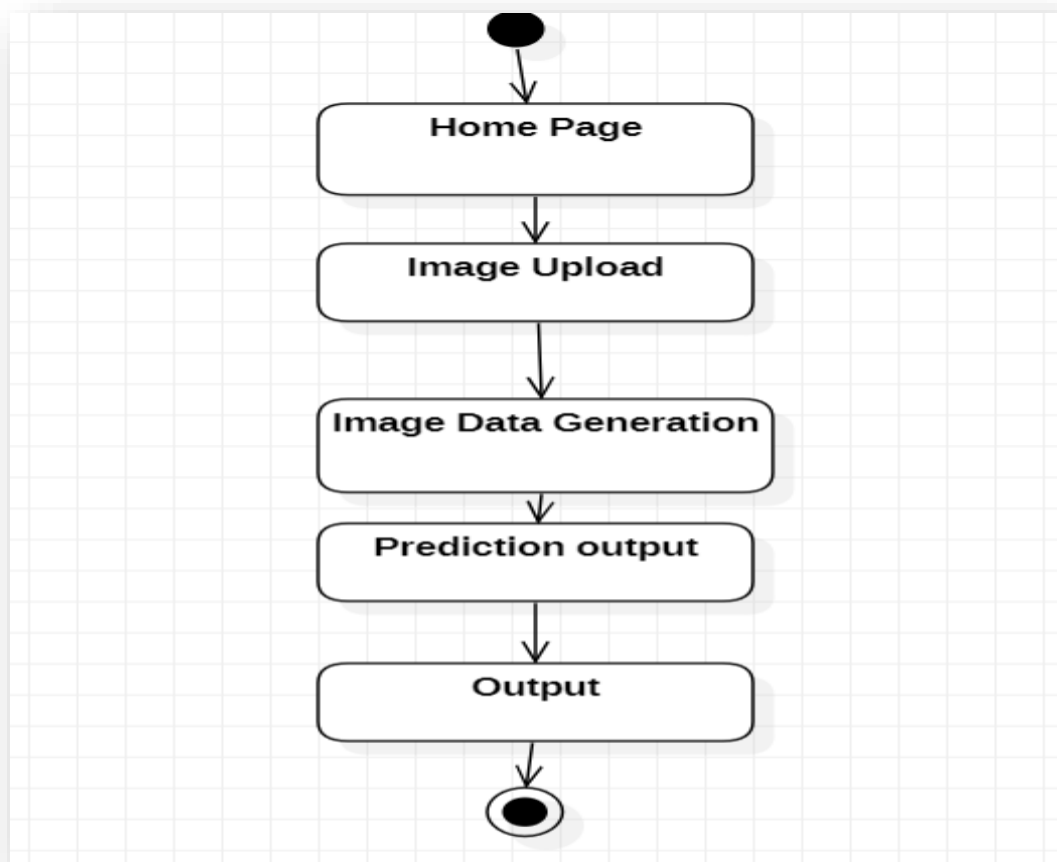 Home Page
Image Upload
Image Data Generation
Prediction output
Output